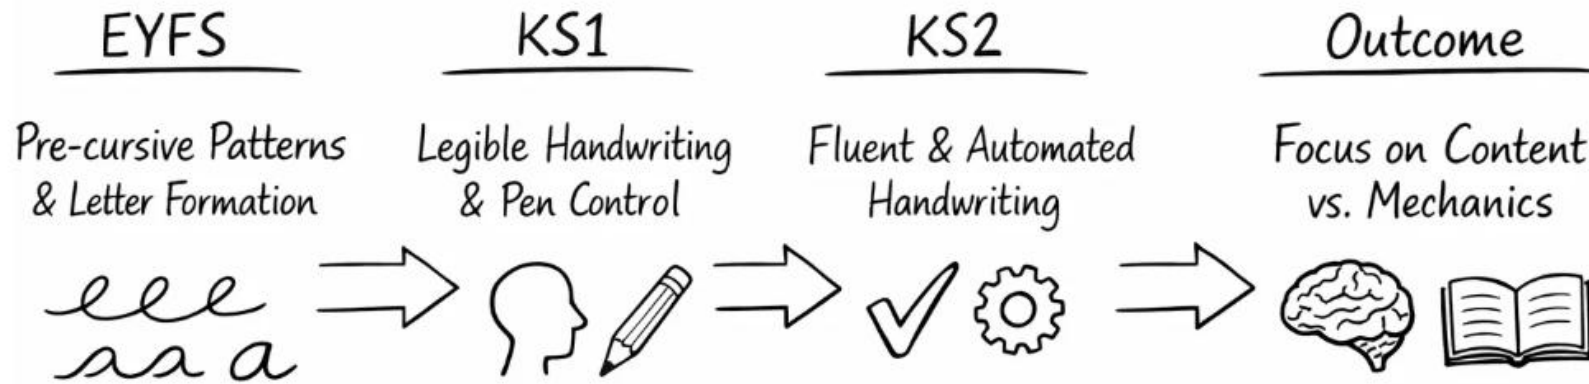 EYFS
Pre-cursive Patterns
& Letter Formation
eee
KS1
Legible Handwriting
& Pen Control
KS2
Fluent & Automated
Handwriting
Outcome
Focus on Content
vs. Mechanics